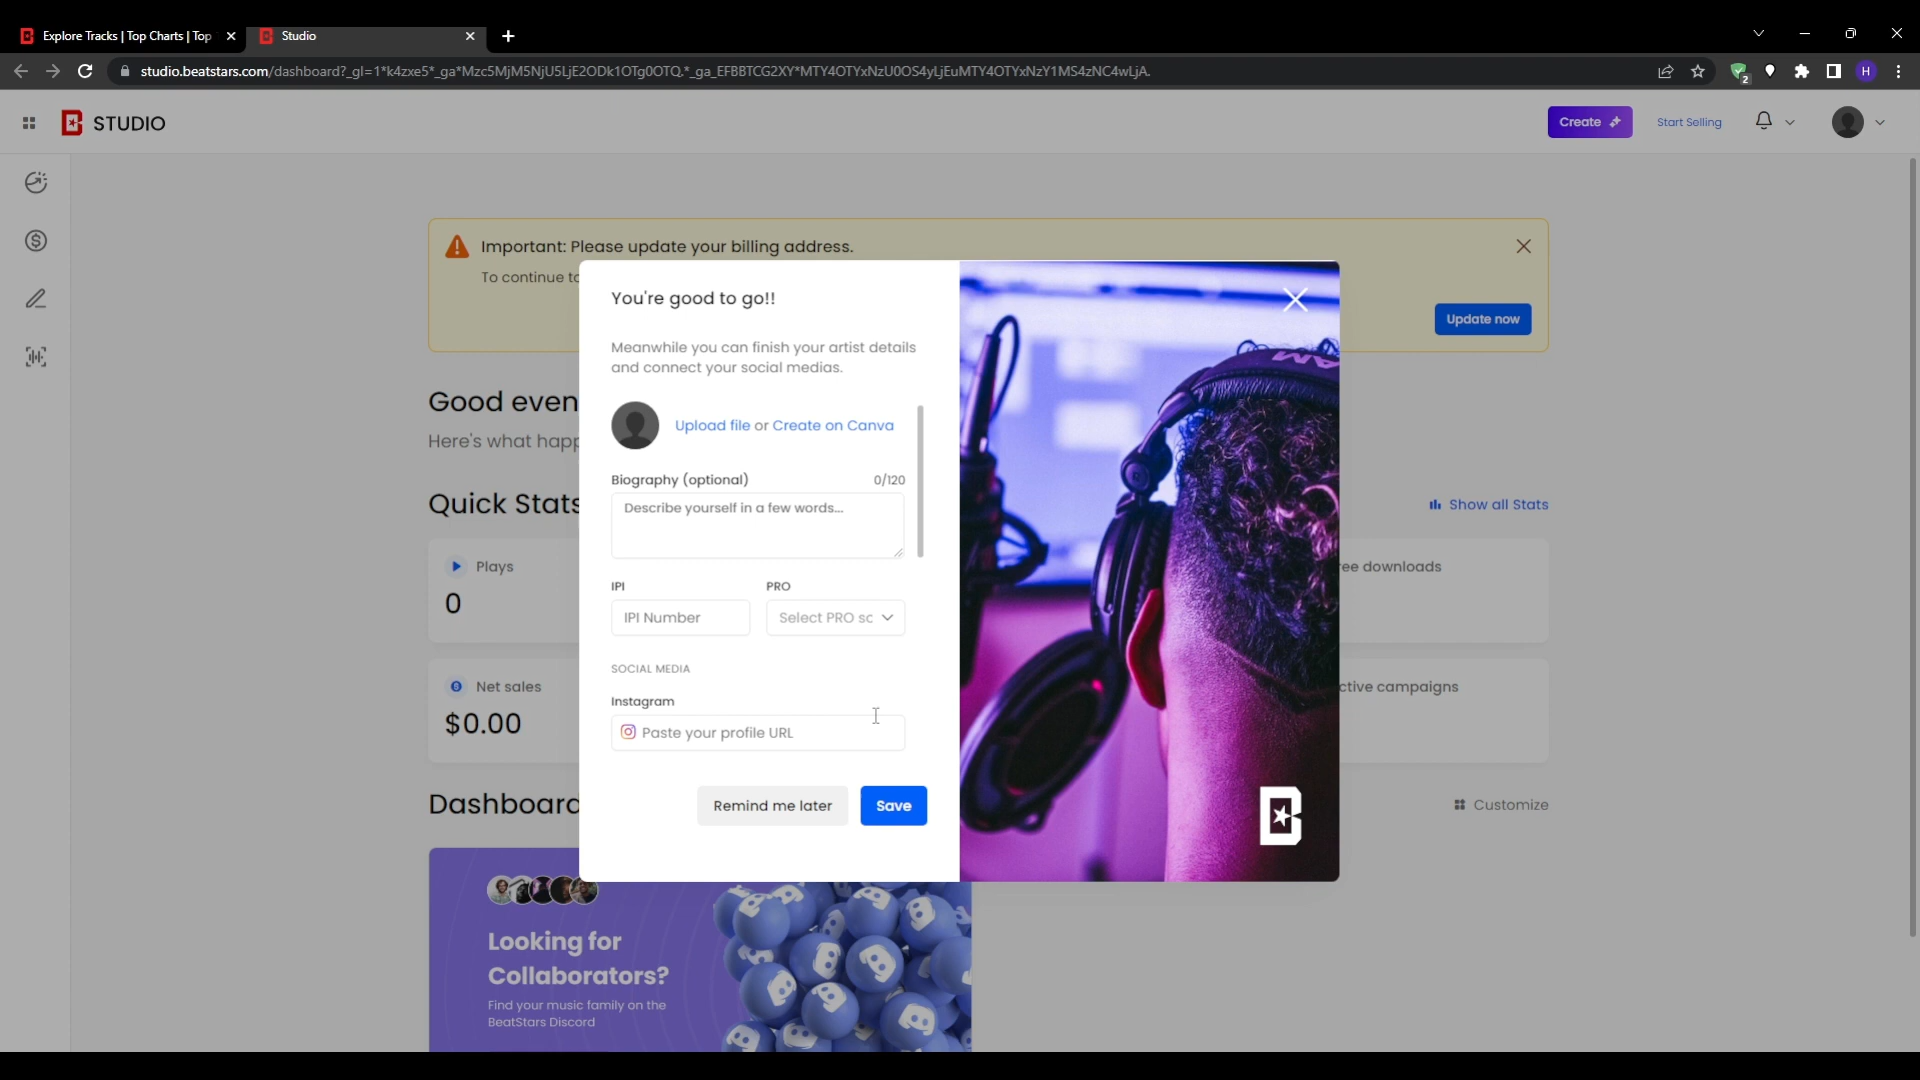 Explore Tracks | Top Charts | Top
Studio
studio.beatstars.com/dashboard?_gl=1*k4zxe5*_ga*Mzc5MjM5NjU5LjE2ODk1OTg0OTQ.*_ga_EFBBTCG2XY*MTY4OTYxNzU0OS4yLjEuMTY4OTYxNzY1MS4zNC4wLjA.
2
H
STUDIO
Create
Start Selling
Important: Please update your billing address.
To continue to
Update now
You're good to go!!
Meanwhile you can finish your artist details
and connect your social medias.
Upload file or Create on Canva
Biography (optional) 0/120
Describe yourself in a few words...
IPI PRO
IPI Number Select PRO sc
SOCIAL MEDIA
Instagram
Paste your profile URL
Remind me later Save
Good even
Here's what happ
Quick Stats
Show all Stats
Plays
0
ee downloads
Net sales
$0.00
ctive campaigns
Dashboard
Customize
Looking for
Collaborators?
Find your music family on the
BeatStars Discord